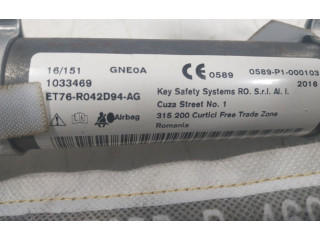 16/151 GNE0A
1033469
ET76-R042D94-AG
Airbag
CE 0589 0589-P1-000103
2016
Key Safety Systems RO. S.r.l. Al. I.
Cuza Street No. 1
315 200 Curtici Free Trade Zone
Romania